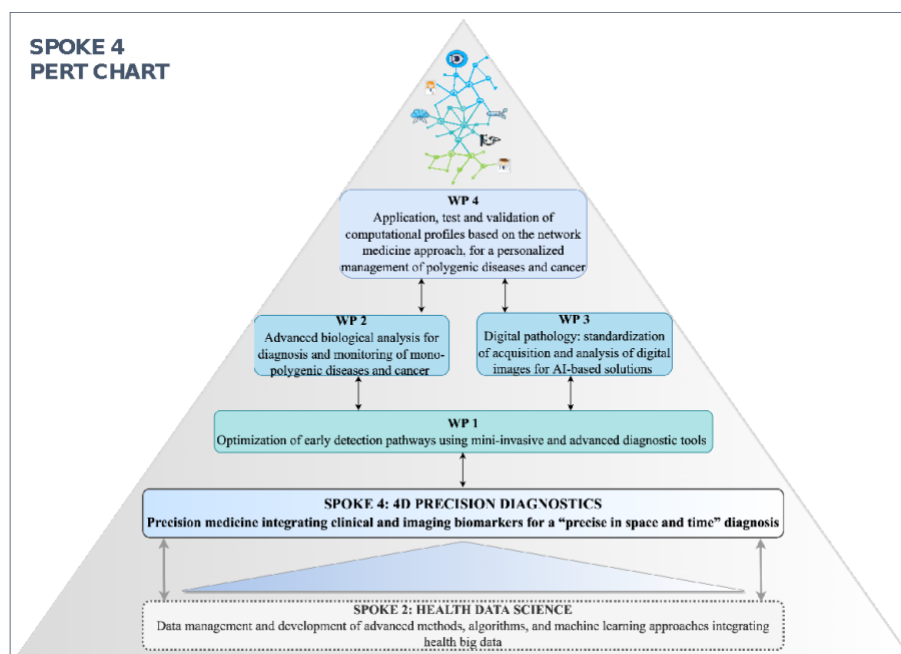 SPOKE 4
PERT CHART
WP 4
Application, test and validation of
computational profiles based on the network
medicine approach, for a personalized
management of polygenic diseases and cancer
WP 2
Advanced biological analysis for
diagnosis and monitoring of mono-
polygenic diseases and cancer
WP 3
Digital pathology: standardization
of acquisition and analysis of digital
images for AI-based solutions
WP 1
Optimization of early detection pathways using mini-invasive and advanced diagnostic tools
SPOKE 4: 4D PRECISION DIAGNOSTICS
Precision medicine integrating clinical and imaging biomarkers for a “precise in space and time” diagnosis
SPOKE 2: HEALTH DATA SCIENCE
Data management and development of advanced methods, algorithms, and machine learning approaches integrating
health big data